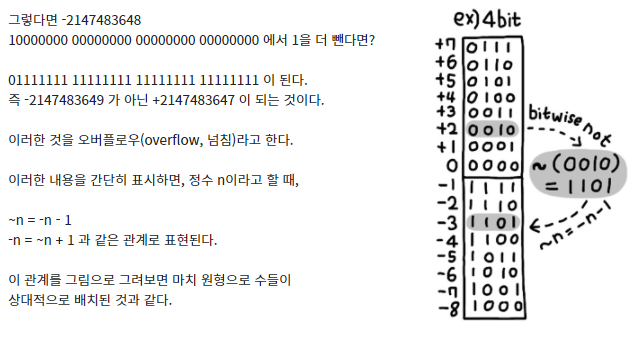 그렇다면 -2147483648
10000000 00000000 00000000 00000000 에서 1을 더 뺀다면?
01111111 11111111 11111111 11111111 이 된다.
즉 -2147483649 가 아닌 +2147483647 이 되는 것이다.
이러한 것을 오버플로우(overflow, 넘침)라고 한다.
이러한 내용을 간단히 표시하면, 정수 n이라고 할 때,
~n = -n - 1
-n = ~n + 1 과 같은 관계로 표현된다.
이 관계를 그림으로 그려보면 마치 원형으로 수들이
상대적으로 배치된 것과 같다.
ex) 4bit
+7 0111
+6 0110
+5 0101
+4 0100
+3 0011
+2 0010
+1 0001
0 0000
-1 1111
-2 1110
-3 1101
-4 1100
-5 1011
-6 1010
-7 1001
-8 1000
bitwise not
~(0010)
= 1101
~n = -n-1